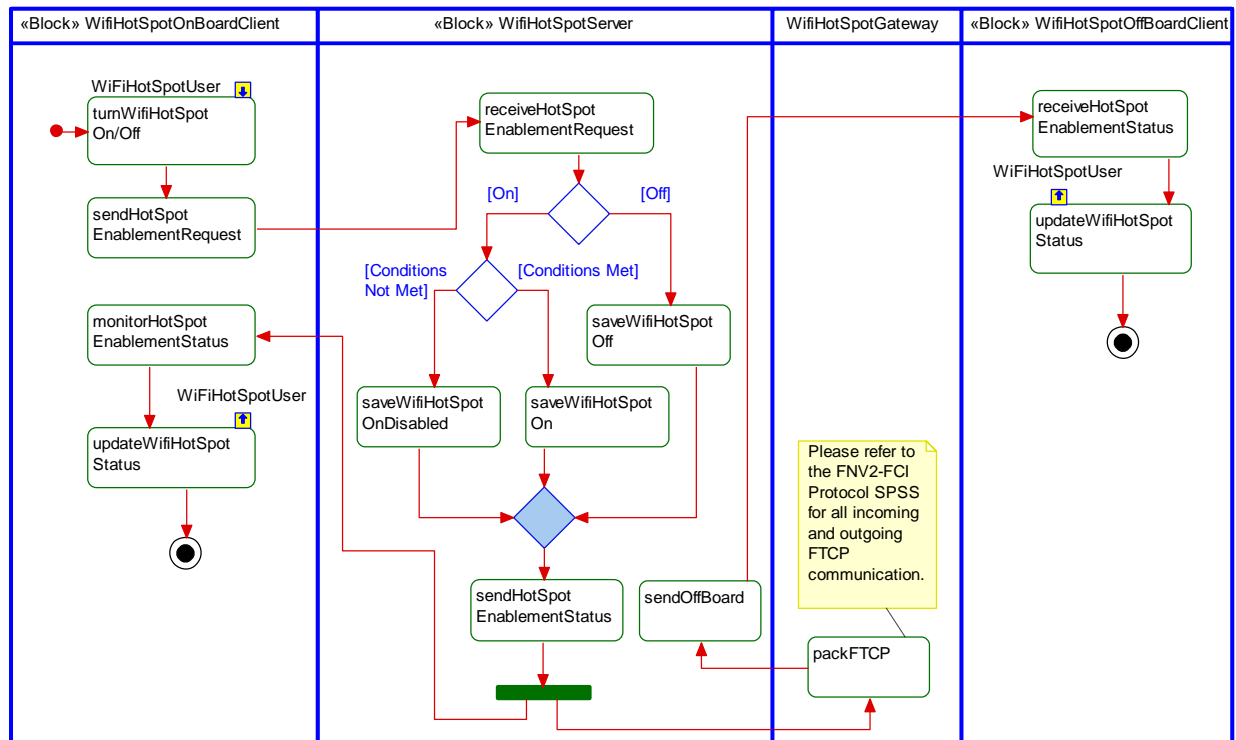 «Block» WifiHotSpotOnBoardClient
«Block» WifiHotSpotServer
WifiHotSpotGateway
«Block» WifiHotSpotOffBoardClient
WiFiHotSpotUser
turnWifiHotSpot
On/Off
sendHotSpot
EnablementRequest
monitorHotSpot
EnablementStatus
WiFiHotSpotUser
updateWifiHotSpot
Status
receiveHotSpot
EnablementRequest
[On]
[Off]
[Conditions
Not Met]
[Conditions Met]
saveWifiHotSpot
Off
saveWifiHotSpot
OnDisabled
saveWifiHotSpot
On
sendHotSpot
EnablementStatus
sendOffBoard
Please refer to
the FNV2-FCI
Protocol SPSS
for all incoming
and outgoing
FTCP
communication.
packFTCP
receiveHotSpot
EnablementStatus
WiFiHotSpotUser
updateWifiHotSpot
Status